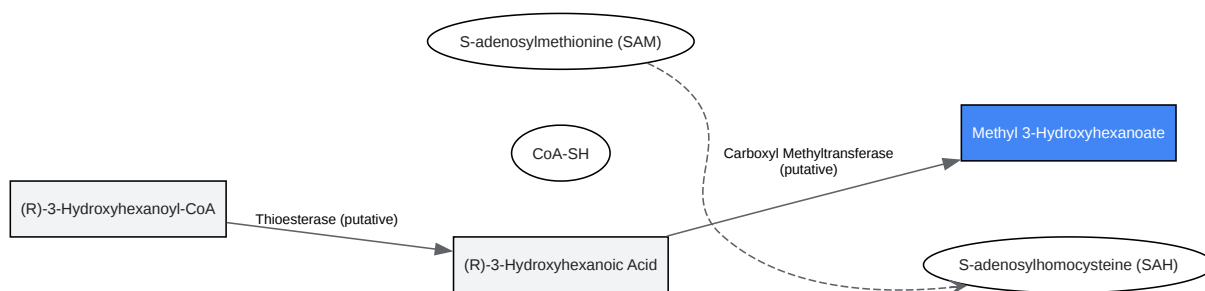 S-adenosylmethionine (SAM)
CoA-SH
Carboxyl Methyltransferase
(putative)
Methyl 3-Hydroxyhexanoate
(R)-3-Hydroxyhexanoyl-CoA
Thioesterase (putative)
(R)-3-Hydroxyhexanoic Acid
S-adenosylhomocysteine (SAH)